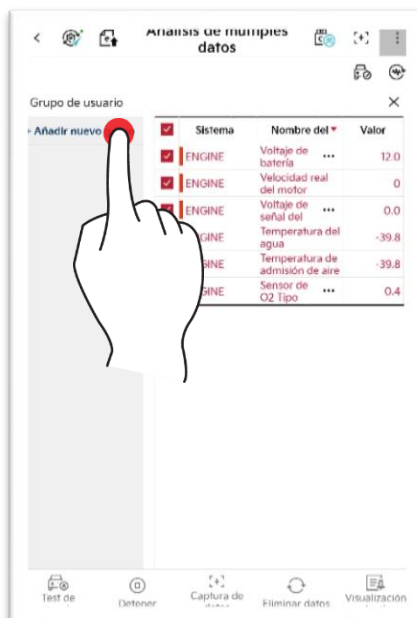 Análisis de múltiples
datos
Grupo de usuario
+ Añadir nuevo
Sistema Nombre del Valor
ENGINE Voltaje de batería ... 12.0
ENGINE Velocidad real del motor 0
ENGINE Voltaje de señal del ... 0.0
GINE Temperatura del agua -39.8
GINE Temperatura de admisión de aire -39.8
GINE Sensor de O2 Tipo ... 0.4
Test de
Detener
Captura de
Eliminar datos
Visualización